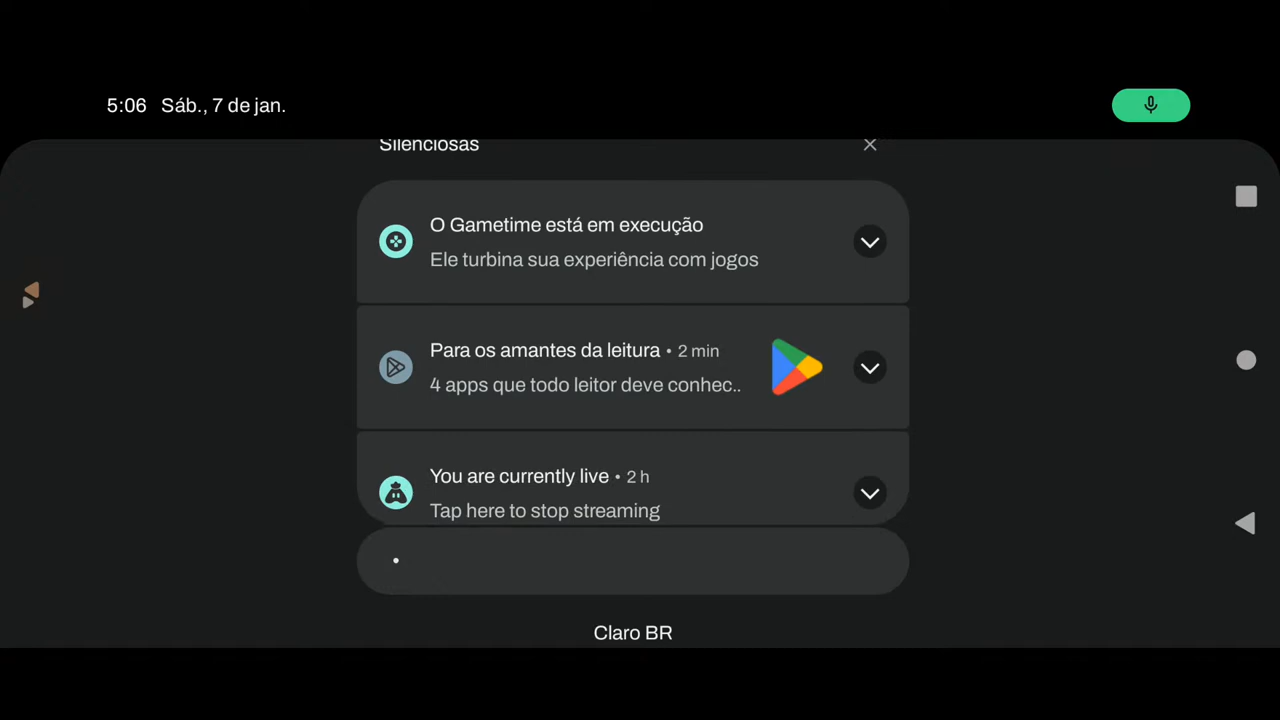 5:06 Sáb., 7 de jan.
Silenciosas
O Gametime está em execução
Ele turbina sua experiência com jogos
Para os amantes da leitura • 2 min
4 apps que todo leitor deve conhec..
You are currently live • 2 h
Tap here to stop streaming
Claro BR